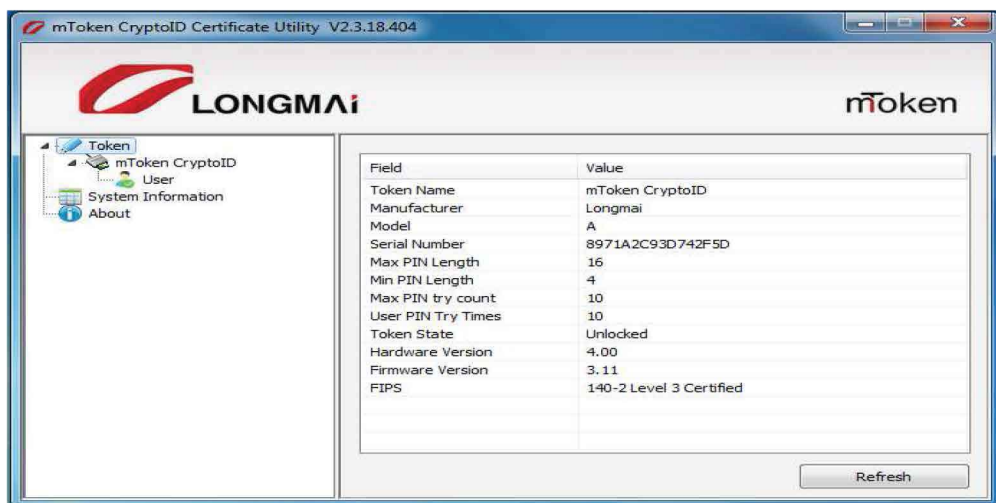 mToken CryptoID Certificate Utility V2.3.18.404
LONGMAi
mToken
Token
mToken CryptoID
User
System Information
About
Field Value
Token Name mToken CryptoID
Manufacturer Longmai
Model A
Serial Number 8971A2C93D742F5D
Max PIN Length 16
Min PIN Length 4
Max PIN try count 10
User PIN Try Times 10
Token State Unlocked
Hardware Version 4.00
Firmware Version 3.11
FIPS 140-2 Level 3 Certified
Refresh